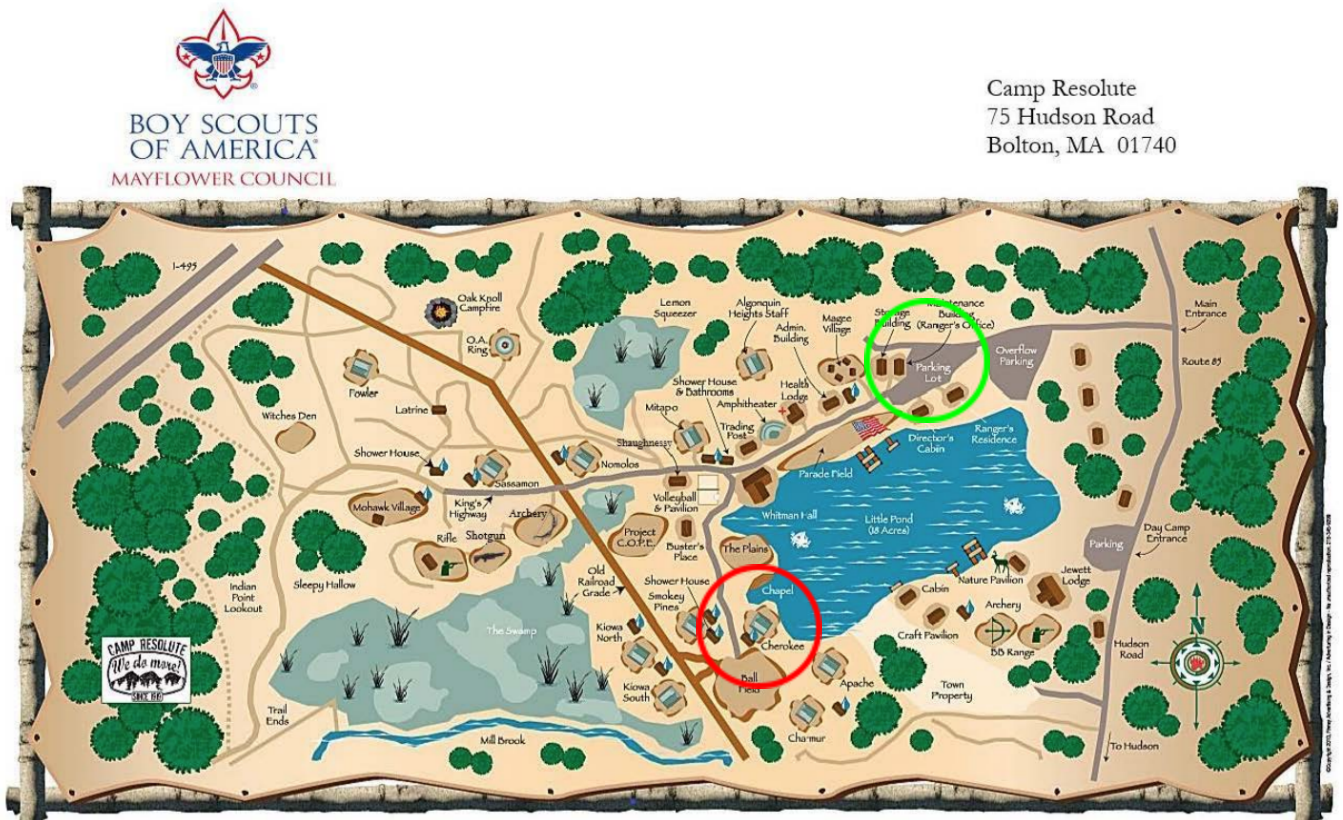 BOY SCOUTS
OF AMERICA
MAYFLOWER COUNCIL
Camp Resolute
75 Hudson Road
Bolton, MA 01740
I-495
Oak Knoll
Campfire
O.A.
Ring
Lemon
Squeezer
Algonquin
Heights Staff
Admin.
Building
Magee
Village
Storage
Building
Maintenance
Building
(Ranger's Office)
Main
Entrance
Overflow
Parking
Parking
Lot
Route 85
Fowler
Latrine
Witches Den
Shower House
& Bathrooms
Mitapo
Amphitheater
Health
Lodge
Trading
Post
Shaughnessy
Director's
Cabin
Ranger's
Residence
Parade Field
Shower House
Sassamon
Nomolos
King's
Highway
Mohawk Village
Volleyball
& Pavilion
Whitman Hall
Little Pond
(18 Acres)
Archery
Shotgun
Rifle
Project
C.O.P.E.
Buster's
Place
The Plains
Parking
Day Camp
Entrance
Indian
Point
Lookout
Sleepy Hallow
Old
Railroad
Grade
Shower House
Smokey
Pines
Chapel
Nature Pavilion
Jewett
Lodge
Cabin
Archery
Craft Pavilion
BB Range
The Swamp
Kiowa
North
Cherokee
Hudson
Road
N
CAMP RESOLUTE
We do more!
SINCE 1919
Kiowa
South
Ball
Field
Apache
Town
Property
Trail
Ends
Mill Brook
Chamur
To Hudson